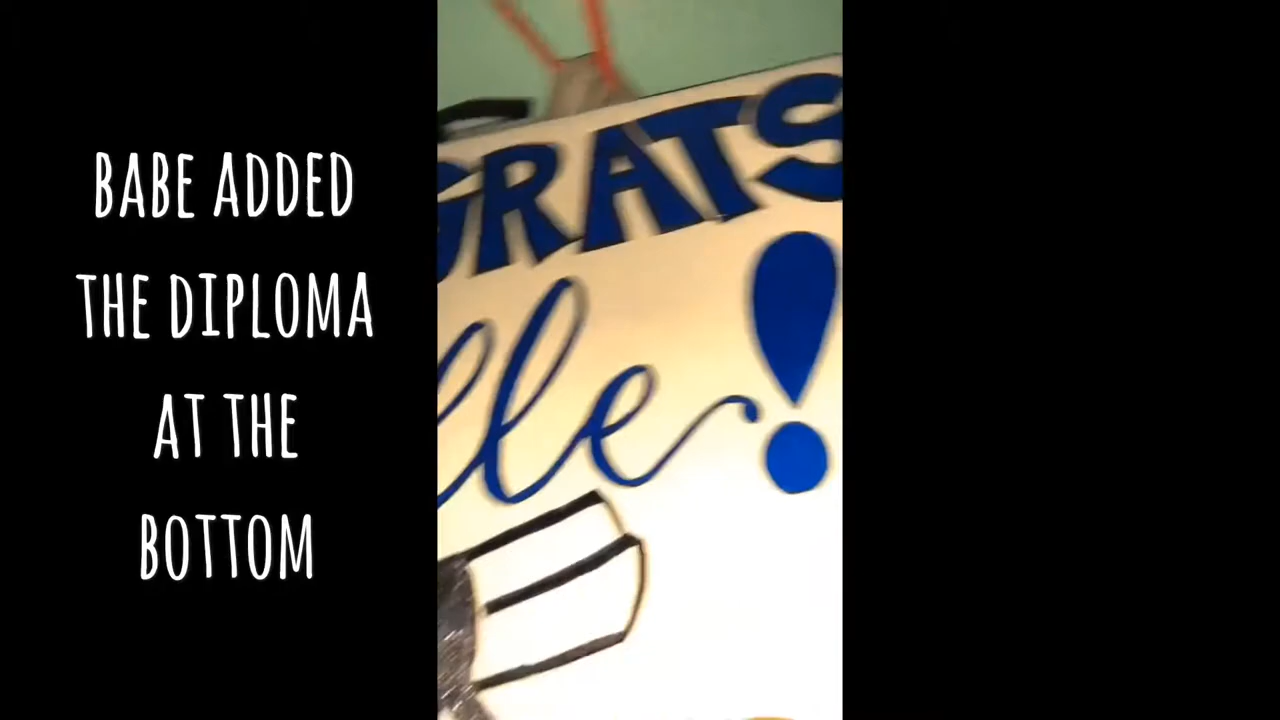 BABE ADDED
THE DIPLOMA
AT THE
BOTTOM
GRATS
lle!